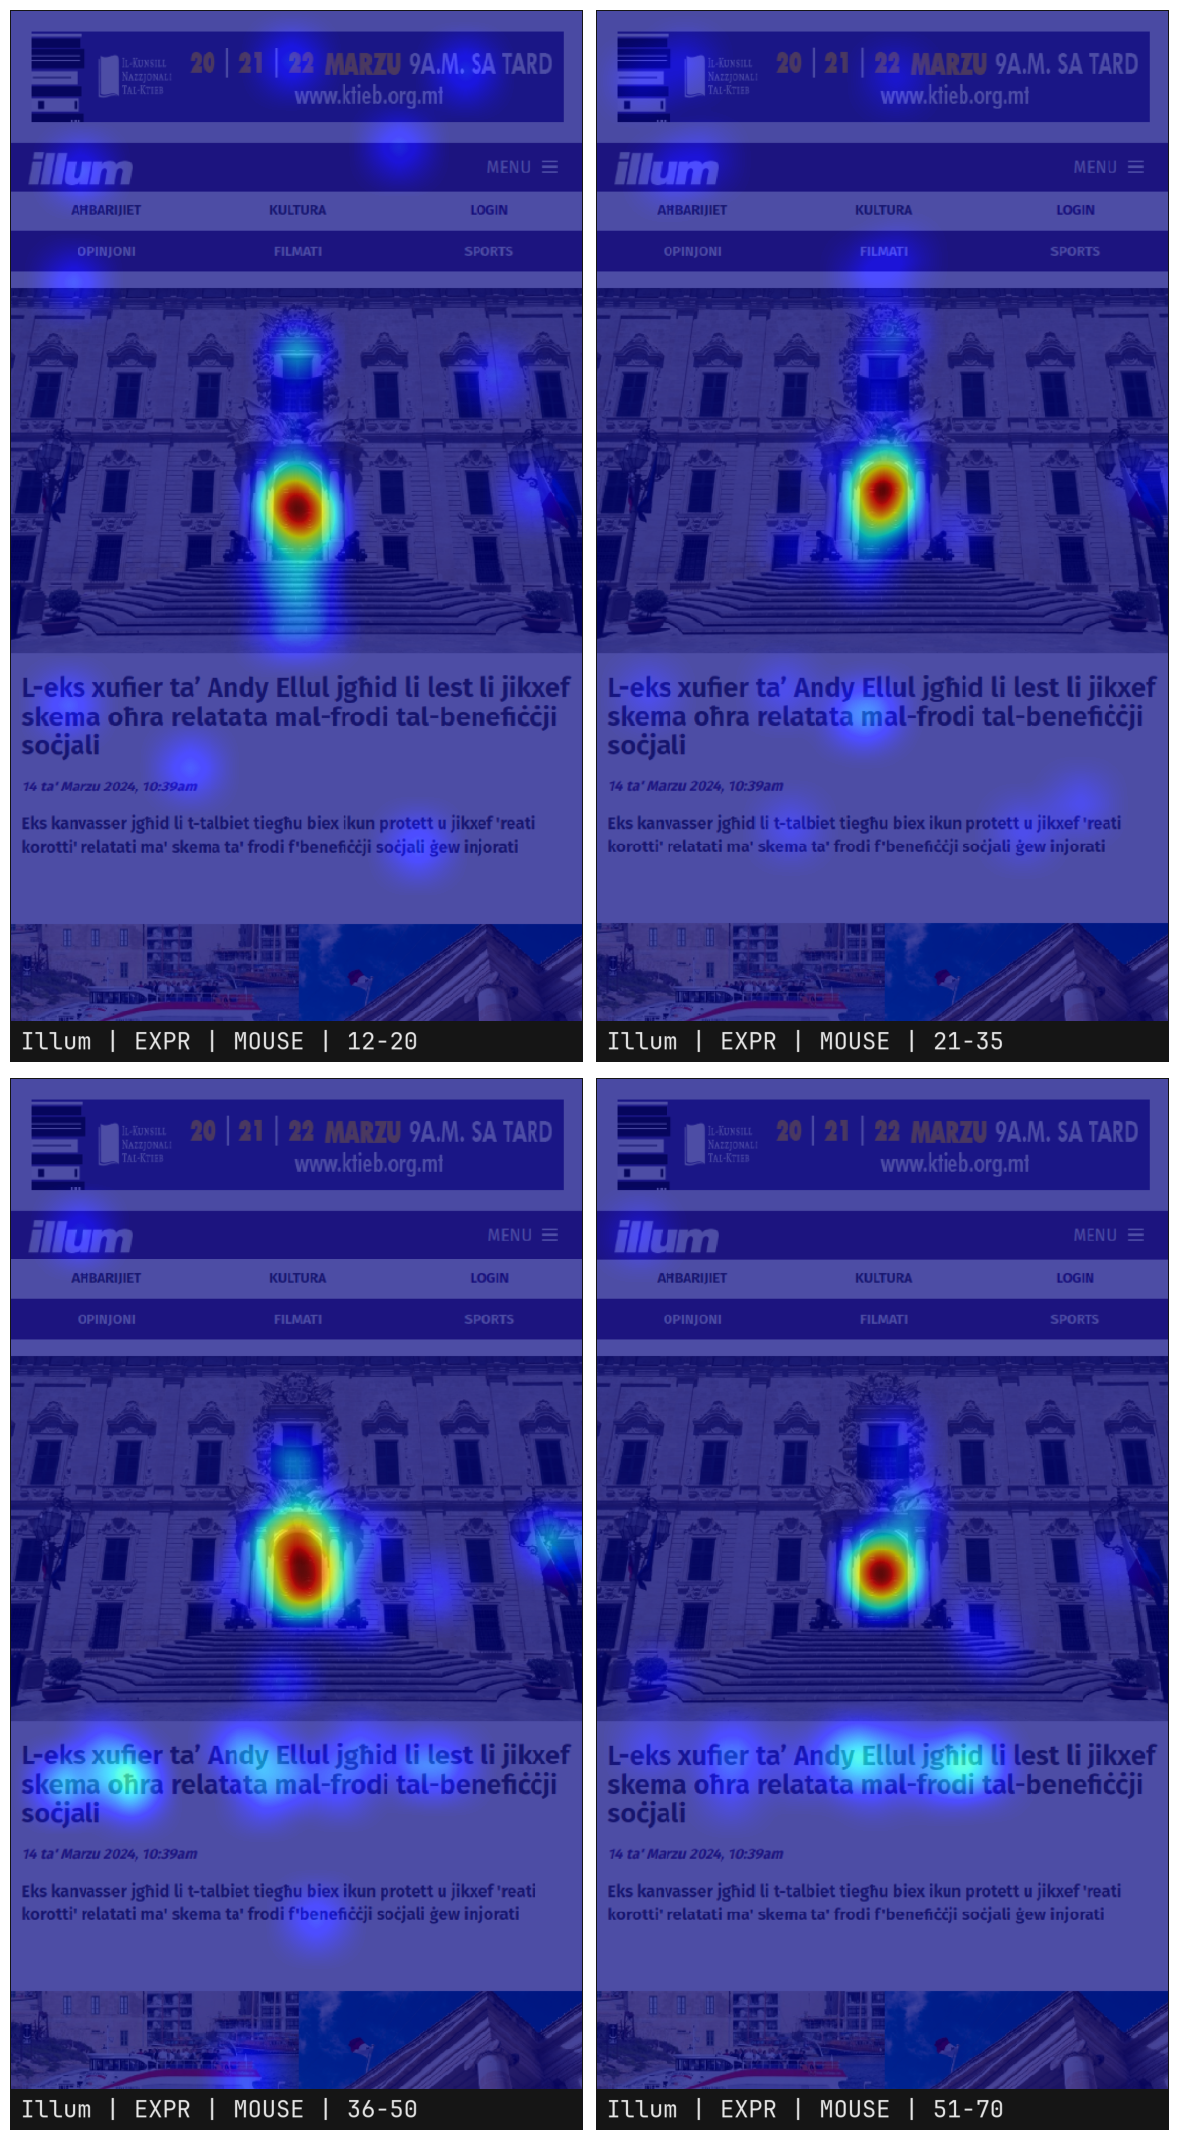 IL-KUNSILL
NAZZJONALI
TAL-KTIEB
20 | 21 | 22 MARZU 9A.M. SA TARD
www.ktieb.org.mt
illum
MENU
AĦBARIJIET KULTURA LOGIN
OPINJONI FILMATI SPORTS
L-eks xufier ta’ Andy Ellul jgħid li lest li jikxef
skema oħra relatata mal-frodi tal-benefiċċji
soċjali
14 ta' Marzu 2024, 10:39am
Eks kanvasser jgħid li t-talbiet tiegħu biex ikun protett u jikxef 'reati
korotti' relatati ma' skema ta' frodi f'benefiċċji soċjali ġew injorati
Illum | EXPR | MOUSE | 12-20
IL-KUNSILL
NAZZJONALI
TAL-KTIEB
20 | 21 | 22 MARZU 9A.M. SA TARD
www.ktieb.org.mt
illum
MENU
AĦBARIJIET KULTURA LOGIN
OPINJONI FILMATI SPORTS
L-eks xufier ta’ Andy Ellul jgħid li lest li jikxef
skema oħra relatata mal-frodi tal-benefiċċji
soċjali
14 ta' Marzu 2024, 10:39am
Eks kanvasser jgħid li t-talbiet tiegħu biex ikun protett u jikxef 'reati
korotti' relatati ma' skema ta' frodi f'benefiċċji soċjali ġew injorati
Illum | EXPR | MOUSE | 21-35
IL-KUNSILL
NAZZJONALI
TAL-KTIEB
20 | 21 | 22 MARZU 9A.M. SA TARD
www.ktieb.org.mt
illum
MENU
AĦBARIJIET KULTURA LOGIN
OPINJONI FILMATI SPORTS
L-eks xufier ta’ Andy Ellul jgħid li lest li jikxef
skema oħra relatata mal-frodi tal-benefiċċji
soċjali
14 ta' Marzu 2024, 10:39am
Eks kanvasser jgħid li t-talbiet tiegħu biex ikun protett u jikxef 'reati
korotti' relatati ma' skema ta' frodi f'benefiċċji soċjali ġew injorati
Illum | EXPR | MOUSE | 36-50
IL-KUNSILL
NAZZJONALI
TAL-KTIEB
20 | 21 | 22 MARZU 9A.M. SA TARD
www.ktieb.org.mt
illum
MENU
AĦBARIJIET KULTURA LOGIN
OPINJONI FILMATI SPORTS
L-eks xufier ta’ Andy Ellul jgħid li lest li jikxef
skema oħra relatata mal-frodi tal-benefiċċji
soċjali
14 ta' Marzu 2024, 10:39am
Eks kanvasser jgħid li t-talbiet tiegħu biex ikun protett u jikxef 'reati
korotti' relatati ma' skema ta' frodi f'benefiċċji soċjali ġew injorati
Illum | EXPR | MOUSE | 51-70